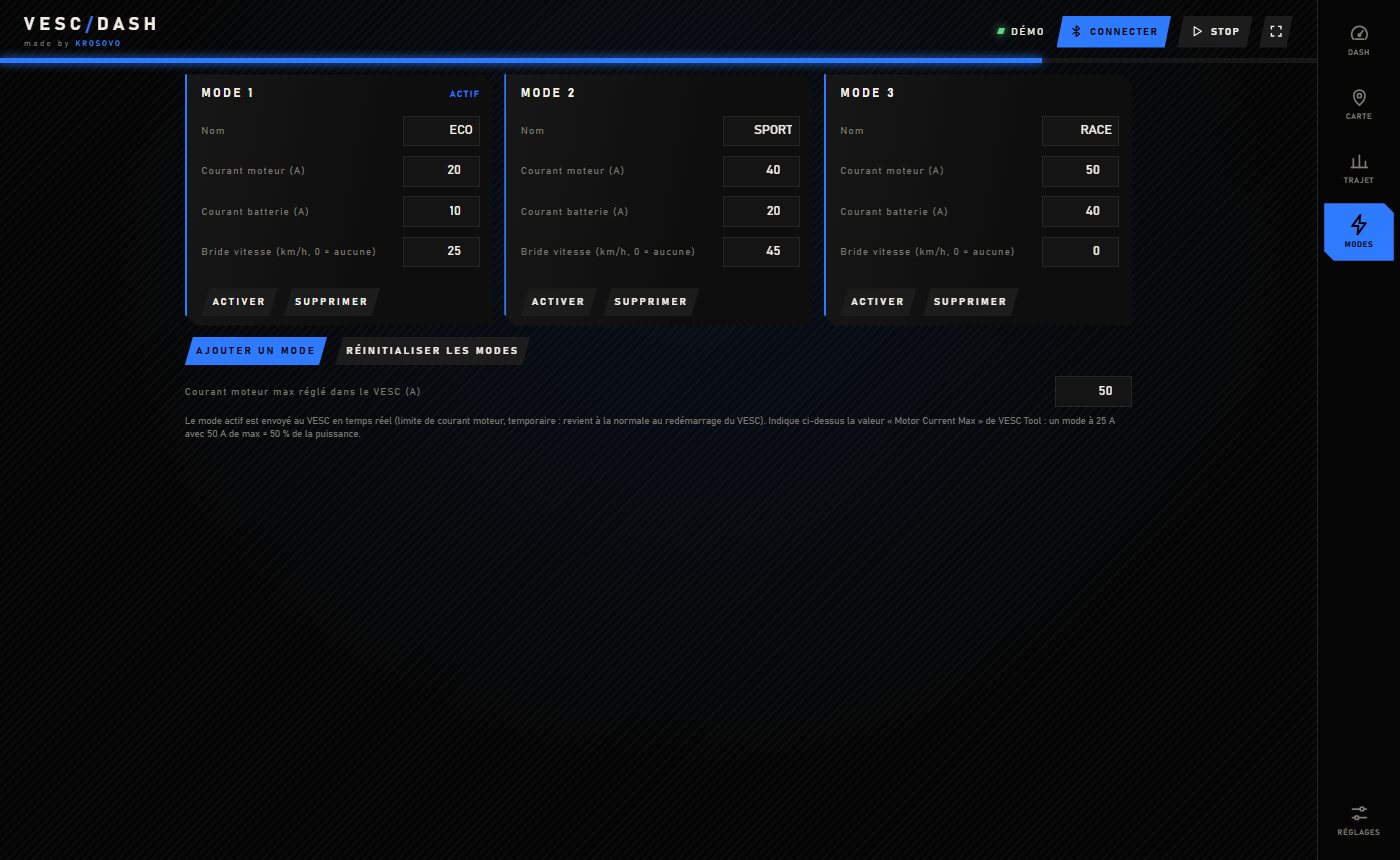 VESC/DASH
made by KROSOVO
DÉMO
CONNECTER
STOP
DASH
CARTE
TRAJET
MODES
RÉGLAGES
MODE 1
ACTIF
Nom
ECO
Courant moteur (A)
20
Courant batterie (A)
10
Bride vitesse (km/h, 0 = aucune)
25
ACTIVER
SUPPRIMER
MODE 2
Nom
SPORT
Courant moteur (A)
40
Courant batterie (A)
20
Bride vitesse (km/h, 0 = aucune)
45
ACTIVER
SUPPRIMER
MODE 3
Nom
RACE
Courant moteur (A)
50
Courant batterie (A)
40
Bride vitesse (km/h, 0 = aucune)
0
ACTIVER
SUPPRIMER
AJOUTER UN MODE
RÉINITIALISER LES MODES
Courant moteur max réglé dans le VESC (A)
50
Le mode actif est envoyé au VESC en temps réel (limite de courant moteur, temporaire : revient à la normale au redémarrage du VESC). Indique ci-dessus la valeur « Motor Current Max » de VESC Tool : un mode à 25 A
avec 50 A de max = 50 % de la puissance.